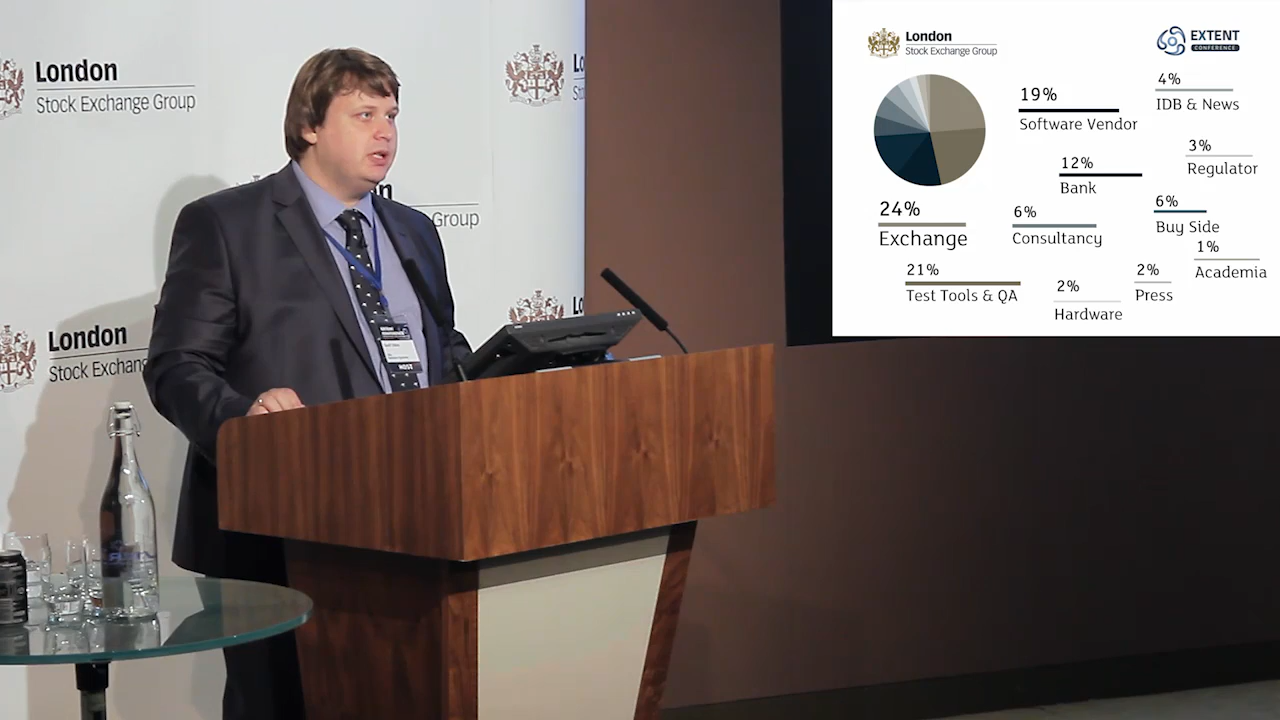 London
Stock Exchange Group
London
Stock Exchange
Group
London
Stock Exchange Group
HOST
London
Stock Exchange Group
EXTENT
CONFERENCE
19%
Software Vendor
4%
IDB & News
12%
Bank
3%
Regulator
24%
Exchange
6%
Consultancy
6%
Buy Side
1%
Academia
21%
Test Tools & QA
2%
Hardware
2%
Press